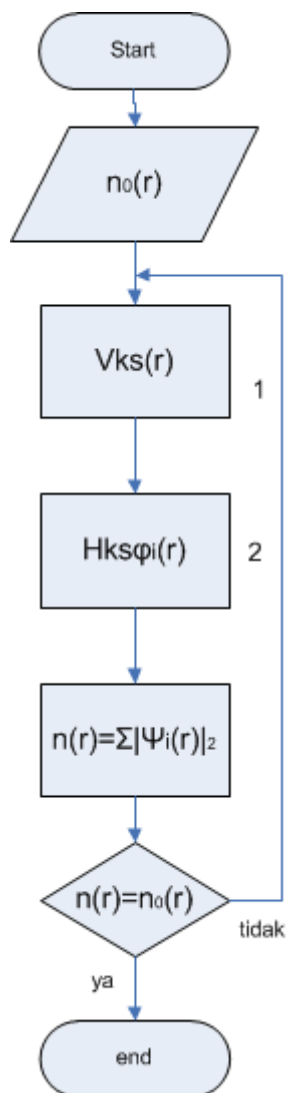 Start
n₀(r)
Vks(r)
1
Hksφi(r)
2
n(r)=Σ|Ψi(r)|₂
n(r)=n₀(r)
tidak
ya
end